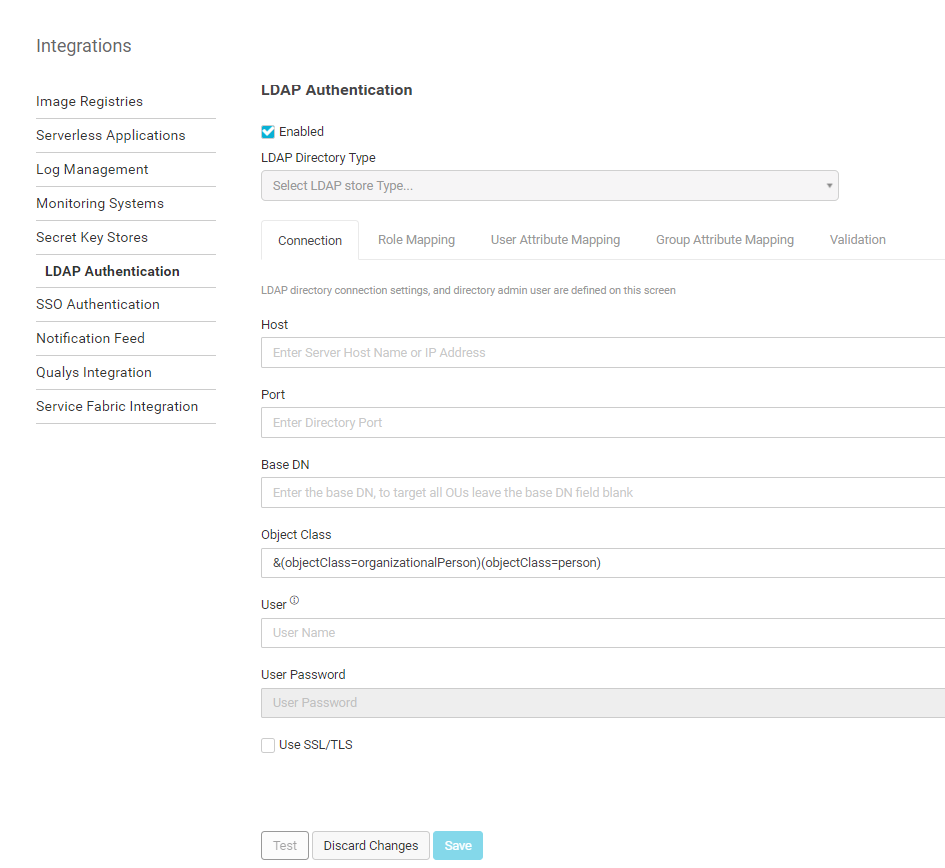 Integrations
Image Registries
Serverless Applications
Log Management
Monitoring Systems
Secret Key Stores
LDAP Authentication
SSO Authentication
Notification Feed
Qualys Integration
Service Fabric Integration
LDAP Authentication
Enabled
LDAP Directory Type
Select LDAP store Type...
Connection Role Mapping User Attribute Mapping Group Attribute Mapping Validation
LDAP directory connection settings, and directory admin user are defined on this screen
Host
Enter Server Host Name or IP Address
Port
Enter Directory Port
Base DN
Enter the base DN, to target all OUs leave the base DN field blank
Object Class
&(objectClass=organizationalPerson)(objectClass=person)
User
User Name
User Password
User Password
Use SSL/TLS
Test Discard Changes Save